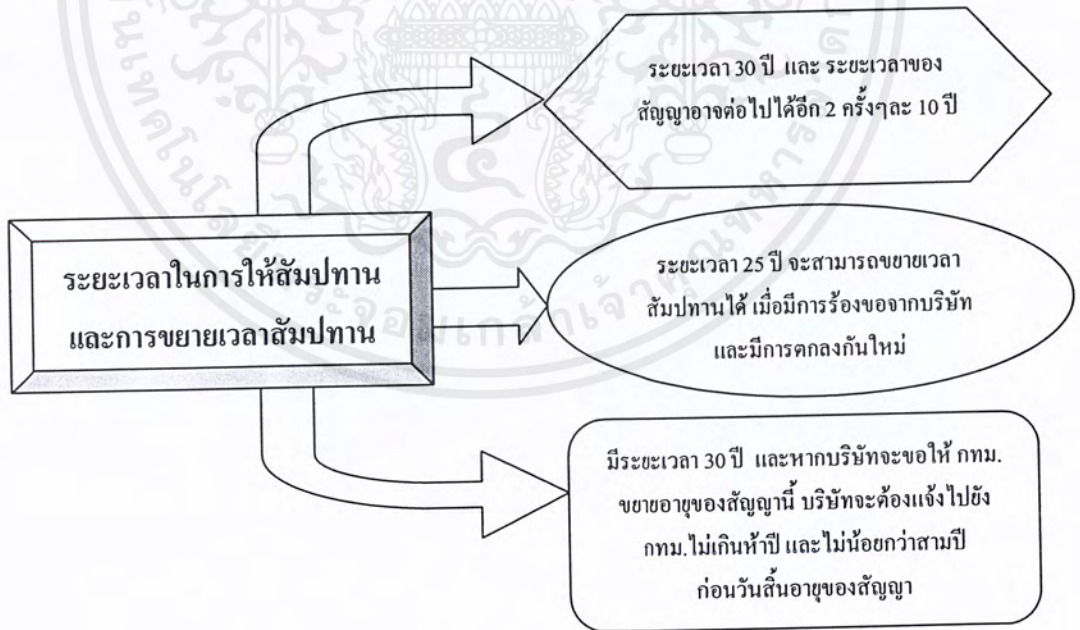 ระยะเวลา 30 ปี และ ระยะเวลาของ
สัญญาอาจต่อไปได้อีก 2 ครั้งๆละ 10 ปี
ระยะเวลาในการให้สัมปทาน
และการขยายเวลาสัมปทาน
ระยะเวลา 25 ปี จะสามารถขยายเวลา
สัมปทานได้ เมื่อมีการร้องขอจากบริษัท
และมีการตกลงกันใหม่
มีระยะเวลา 30 ปี และหากบริษัทจะขอให้ กทม.
ขยายอายุของสัญญานี้ บริษัทจะต้องแจ้งไปยัง
กทม.ไม่เกินห้าปี และไม่น้อยกว่าสามปี
ก่อนวันสิ้นอายุของสัญญา